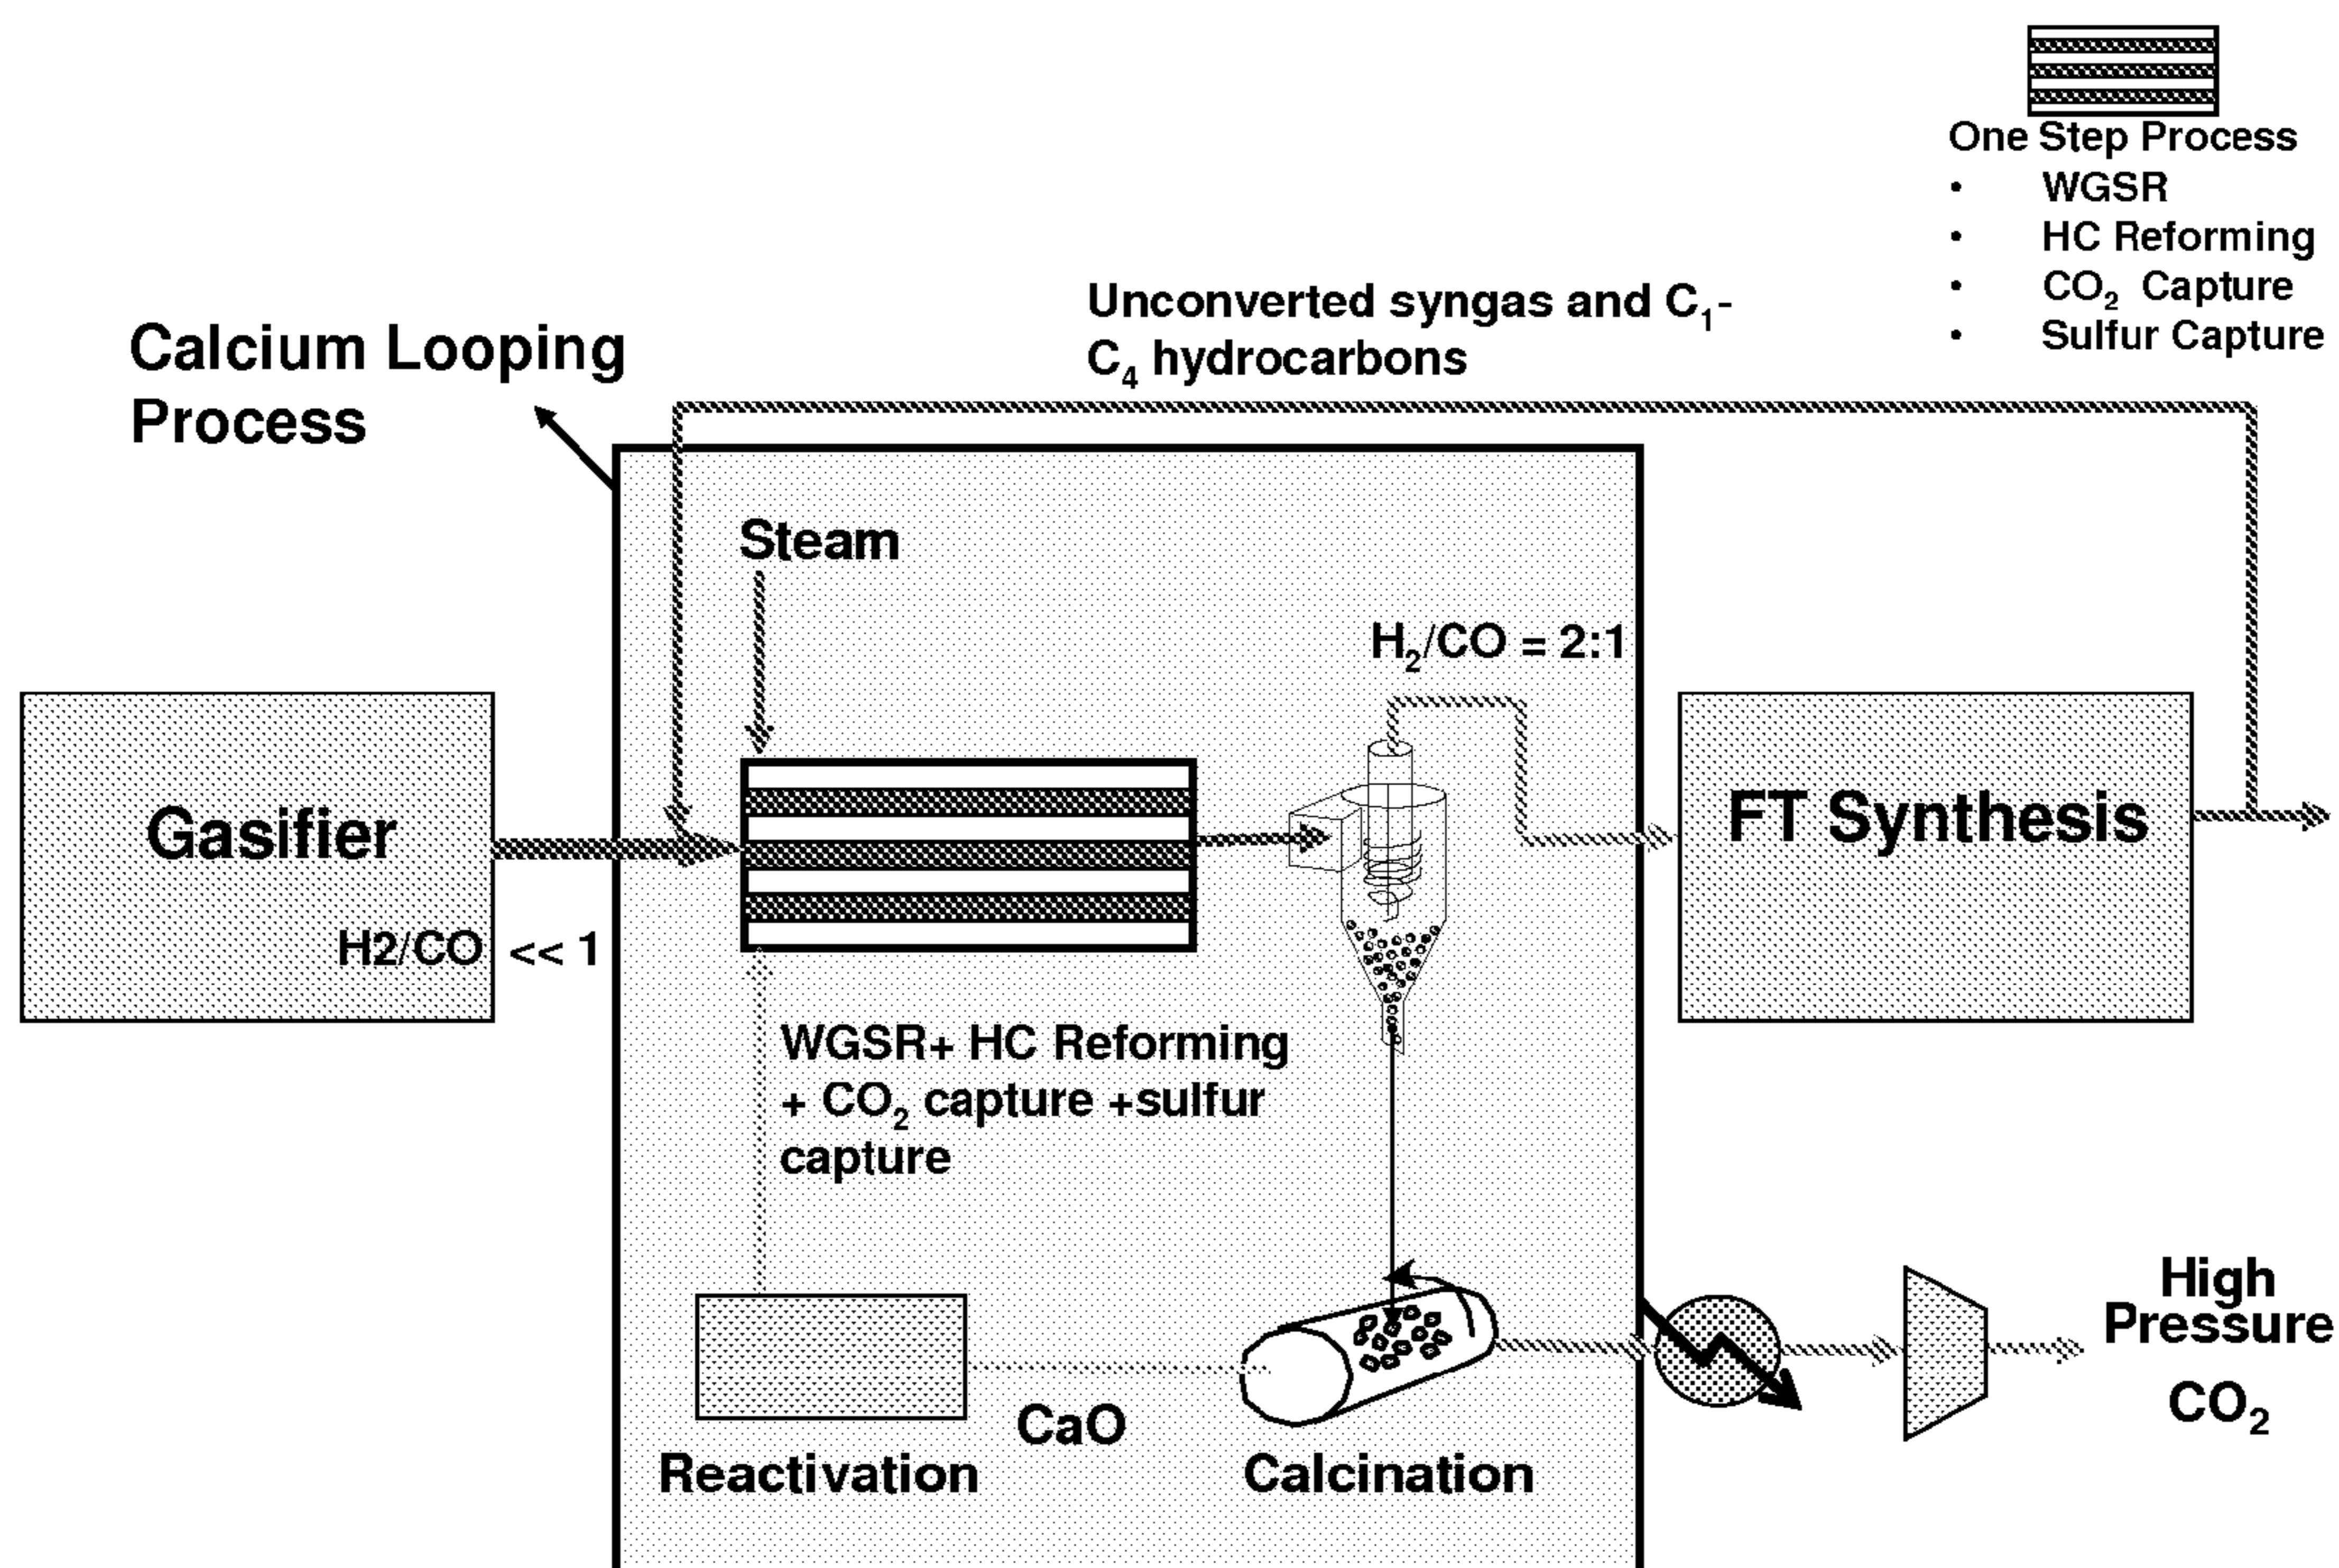 One Step Process
• WGSR
• HC Reforming
• CO₂ Capture
• Sulfur Capture
Unconverted syngas and C₁-
C₄ hydrocarbons
Calcium Looping
Process
Steam
H₂/CO = 2:1
Gasifier
FT Synthesis
H2/CO << 1
WGSR+ HC Reforming
+ CO₂ capture +sulfur
capture
High
Pressure
CO₂
CaO
Reactivation
Calcination